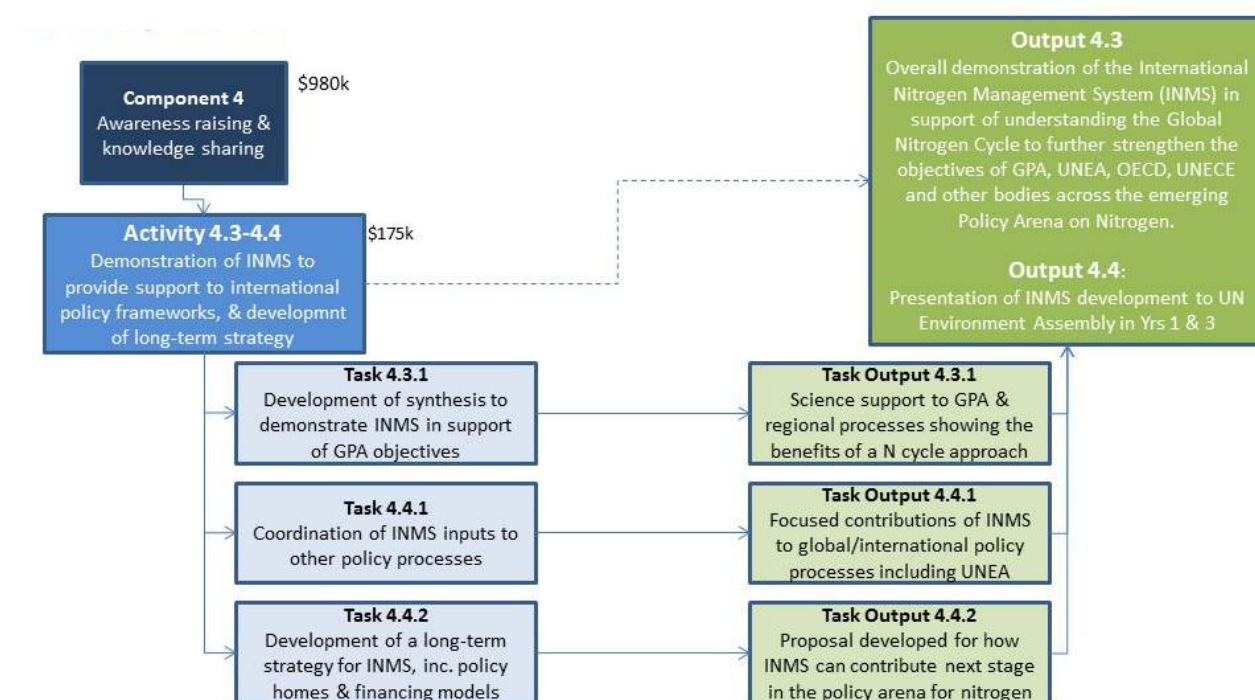 Component 4
Awareness raising &
knowledge sharing
$980k
Activity 4.3-4.4
Demonstration of INMS to
provide support to international
policy frameworks, & developmnt
of long-term strategy
$175k
Output 4.3
Overall demonstration of the International
Nitrogen Management System (INMS) in
support of understanding the Global
Nitrogen Cycle to further strengthen the
objectives of GPA, UNEA, OECD, UNECE
and other bodies across the emerging
Policy Arena on Nitrogen.
Output 4.4:
Presentation of INMS development to UN
Environment Assembly in Yrs 1 & 3
Task 4.3.1
Development of synthesis to
demonstrate INMS in support
of GPA objectives
Task Output 4.3.1
Science support to GPA &
regional processes showing the
benefits of a N cycle approach
Task 4.4.1
Coordination of INMS inputs to
other policy processes
Task Output 4.4.1
Focused contributions of INMS
to global/international policy
processes including UNEA
Task 4.4.2
Development of a long-term
strategy for INMS, inc. policy
homes & financing models
Task Output 4.4.2
Proposal developed for how
INMS can contribute next stage
in the policy arena for nitrogen